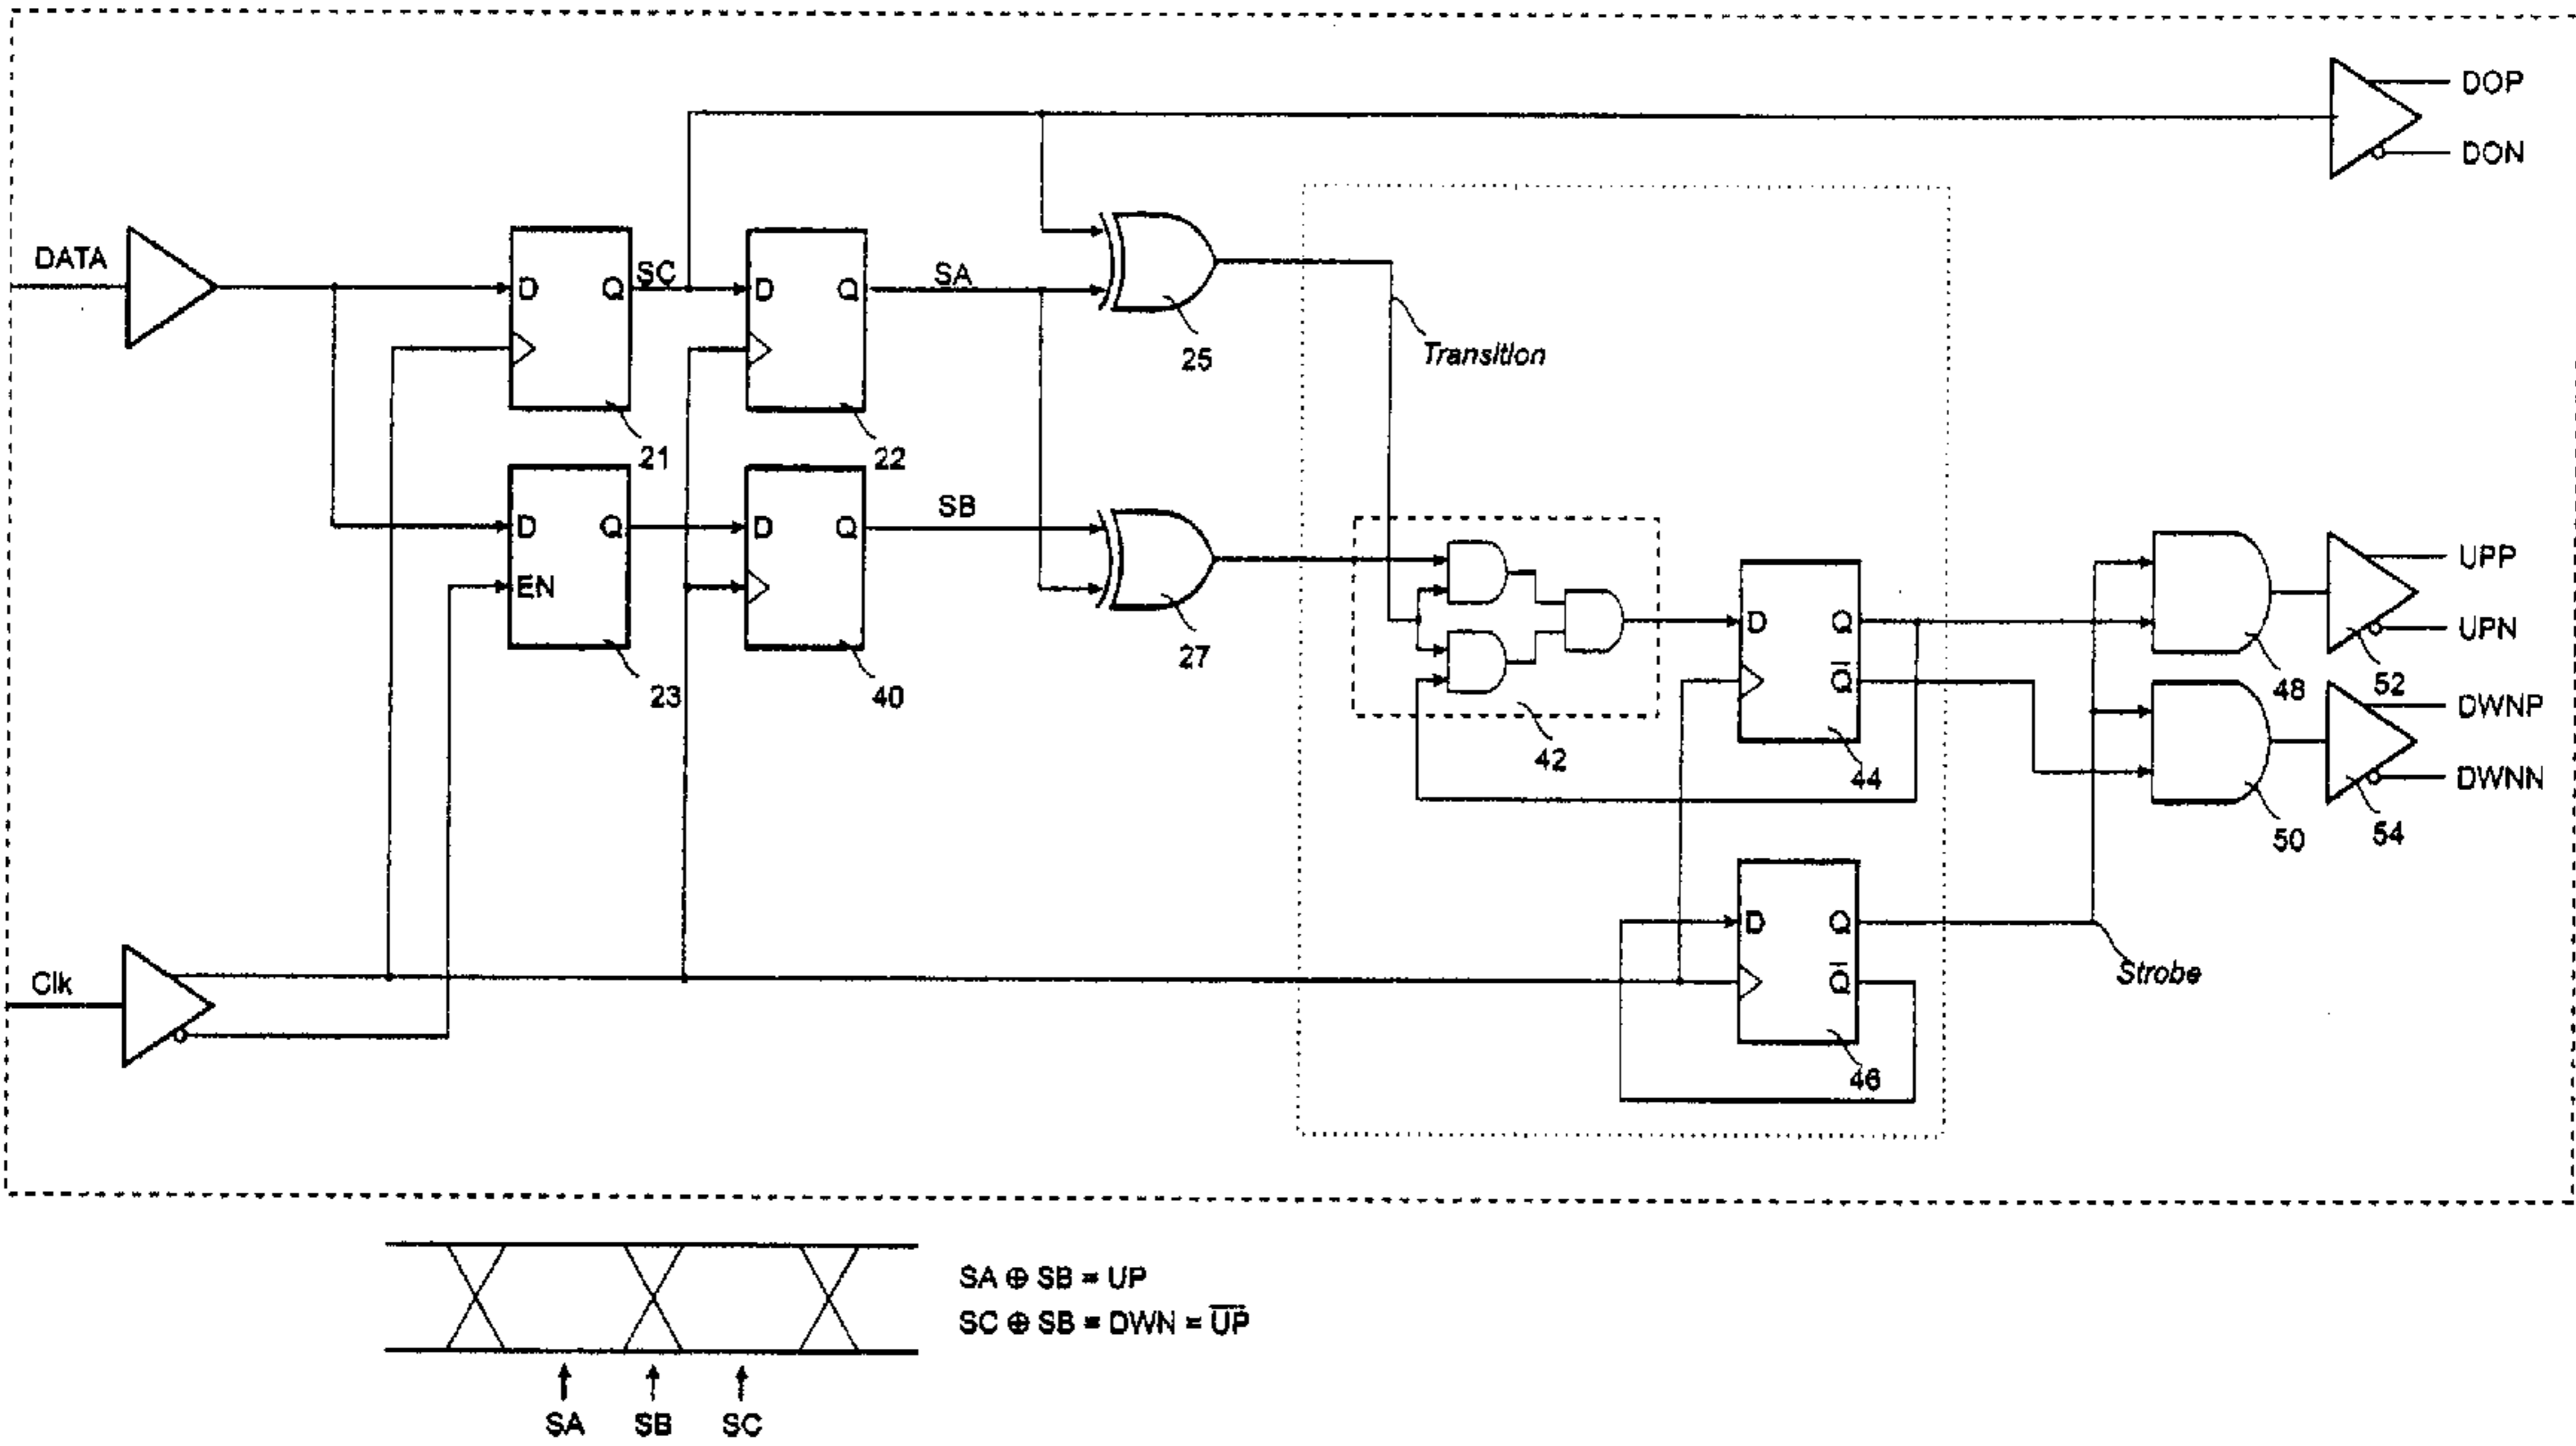 DOP
DON
DATA
D Q
SC
D Q
SA
25
Transition
21
22
D Q
EN
D Q
SB
23
40
27
42
D Q
Q̅
44
48
50
UPP
UPN
52
DWNP
DWNN
54
Clk
D Q
Q̅
46
Strobe
SA ⊕ SB = UP
SC ⊕ SB = DWN = U̅P̅
SA SB SC